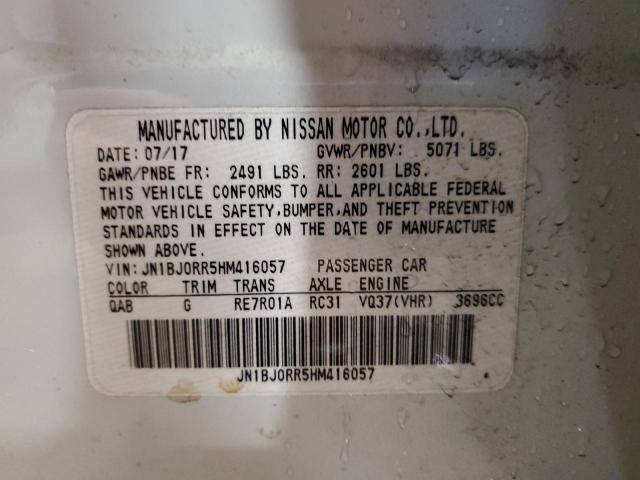 MANUFACTURED BY NISSAN MOTOR CO.,LTD.
DATE: 07/17 GVWR/PNBV: 5071 LBS.
GAWR/PNBE FR: 2491 LBS. RR: 2601 LBS.
THIS VEHICLE CONFORMS TO ALL APPLICABLE FEDERAL
MOTOR VEHICLE SAFETY,BUMPER,AND THEFT PREVENTION
STANDARDS IN EFFECT ON THE DATE OF MANUFACTURE
SHOWN ABOVE.
VIN: JN1BJ0RR5HM416057 PASSENGER CAR
COLOR TRIM TRANS AXLE ENGINE
QAB G RE7R01A RC31 VQ37(VHR) 3696CC
JN1BJ0RR5HM416057